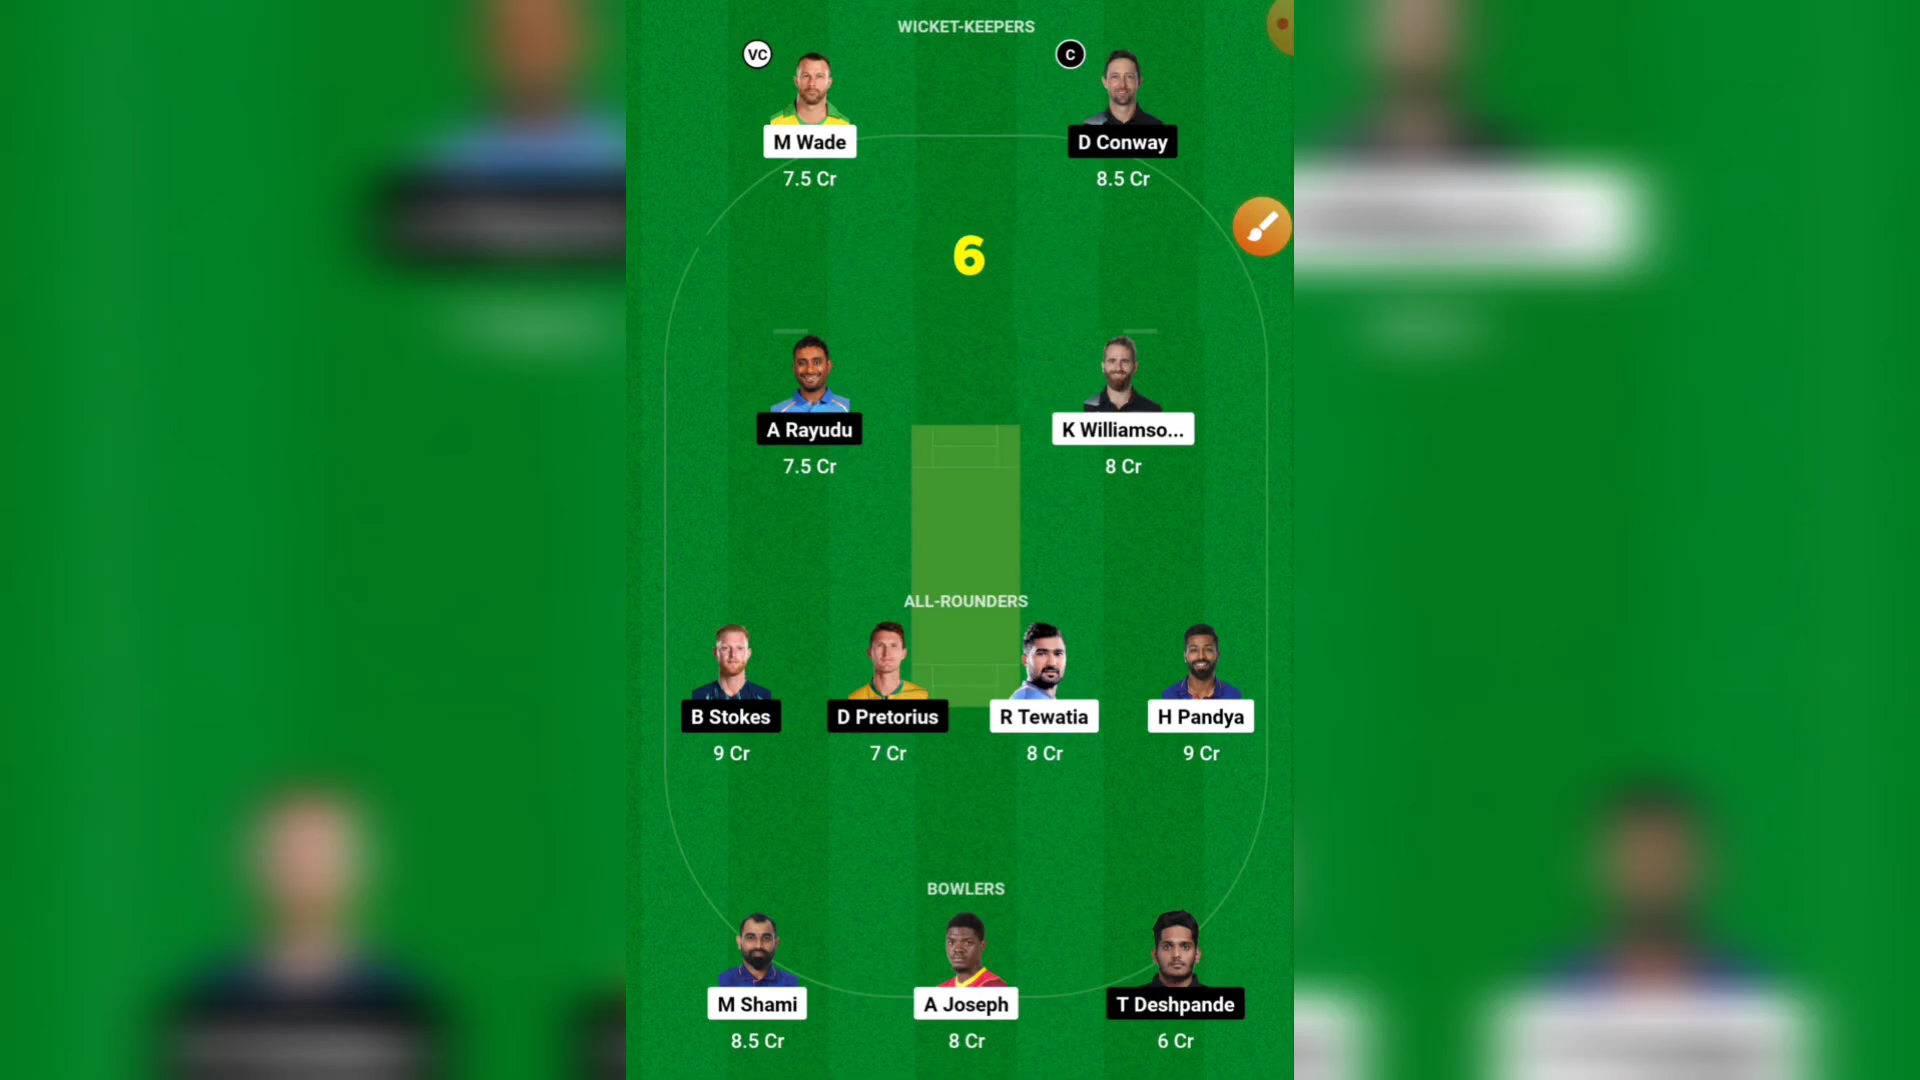 WICKET-KEEPERS
VC
C
M Wade
D Conway
7.5 Cr
8.5 Cr
6
A Rayudu
K Williamso...
7.5 Cr
8 Cr
ALL-ROUNDERS
B Stokes
D Pretorius
R Tewatia
H Pandya
9 Cr
7 Cr
8 Cr
9 Cr
BOWLERS
M Shami
A Joseph
T Deshpande
8.5 Cr
8 Cr
6 Cr